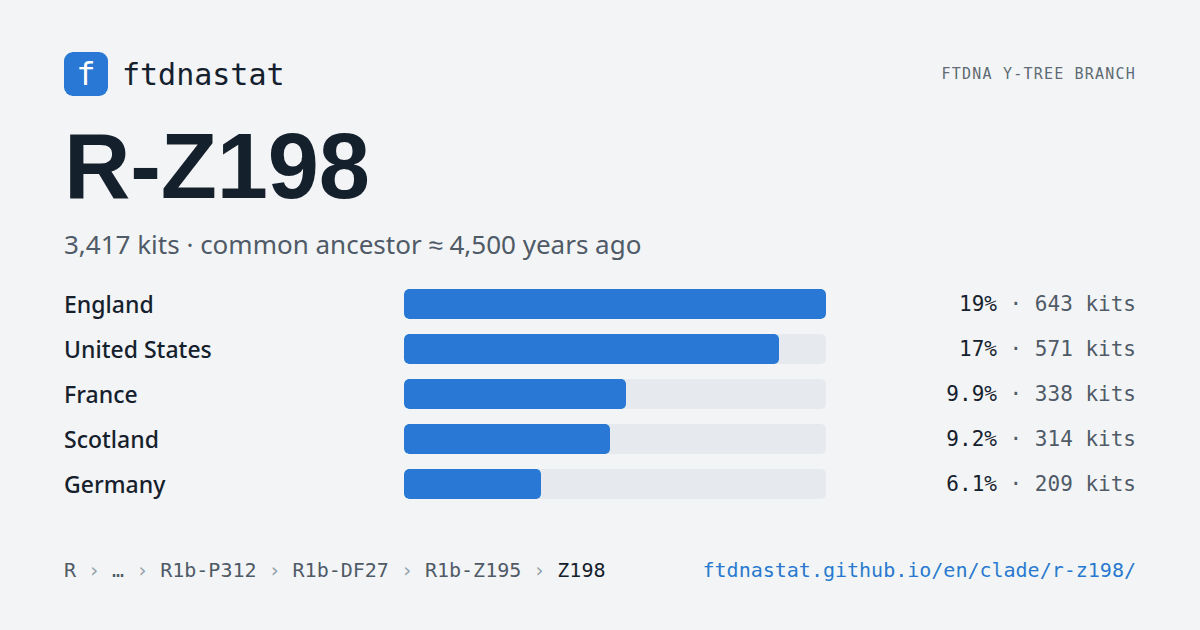 f ftdnastat
FTDNA Y-TREE BRANCH
R-Z198
3,417 kits · common ancestor ≈ 4,500 years ago
England 19% · 643 kits
United States 17% · 571 kits
France 9.9% · 338 kits
Scotland 9.2% · 314 kits
Germany 6.1% · 209 kits
R › … › R1b-P312 › R1b-DF27 › R1b-Z195 › Z198
ftdnastat.github.io/en/clade/r-z198/